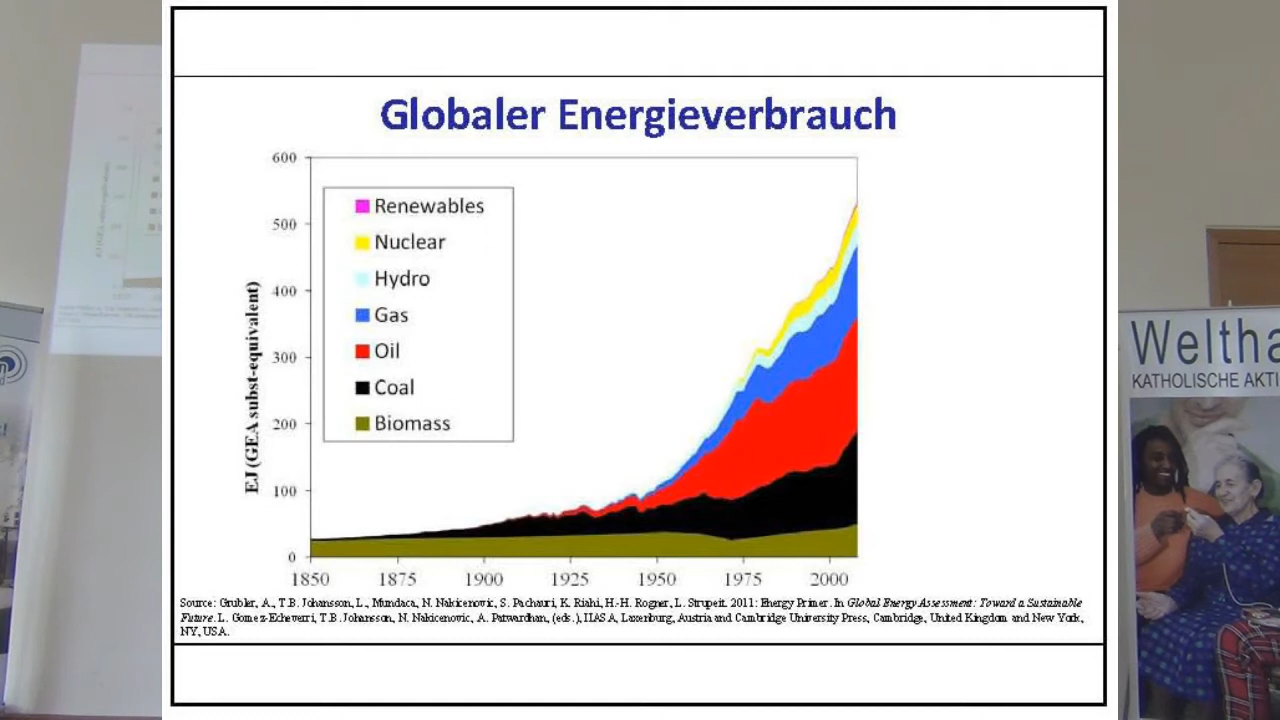 Globaler Energieverbrauch
600
500
400
300
200
100
0
EJ (GEA subst-equivalent)
Renewables
Nuclear
Hydro
Gas
Oil
Coal
Biomass
1850 1875 1900 1925 1950 1975 2000
Source: Grubler, A., T.B. Johansson, L., Mundaca, N. Nakicenovic, S. Pachauri, K. Riahi, H.-H. Rogner, L. Strupeit. 2011: Energy Primer. In Global Energy Assessment: Toward a Sustainable
Future. L. Gomez-Echeverri, T.B. Johansson, N. Nakicenovic, A. Patwardhan, (eds.), IIASA, Laxenburg, Austria and Cambridge University Press, Cambridge, United Kingdom and New York,
NY, USA.
Weltha
KATHOLISCHE AKTI